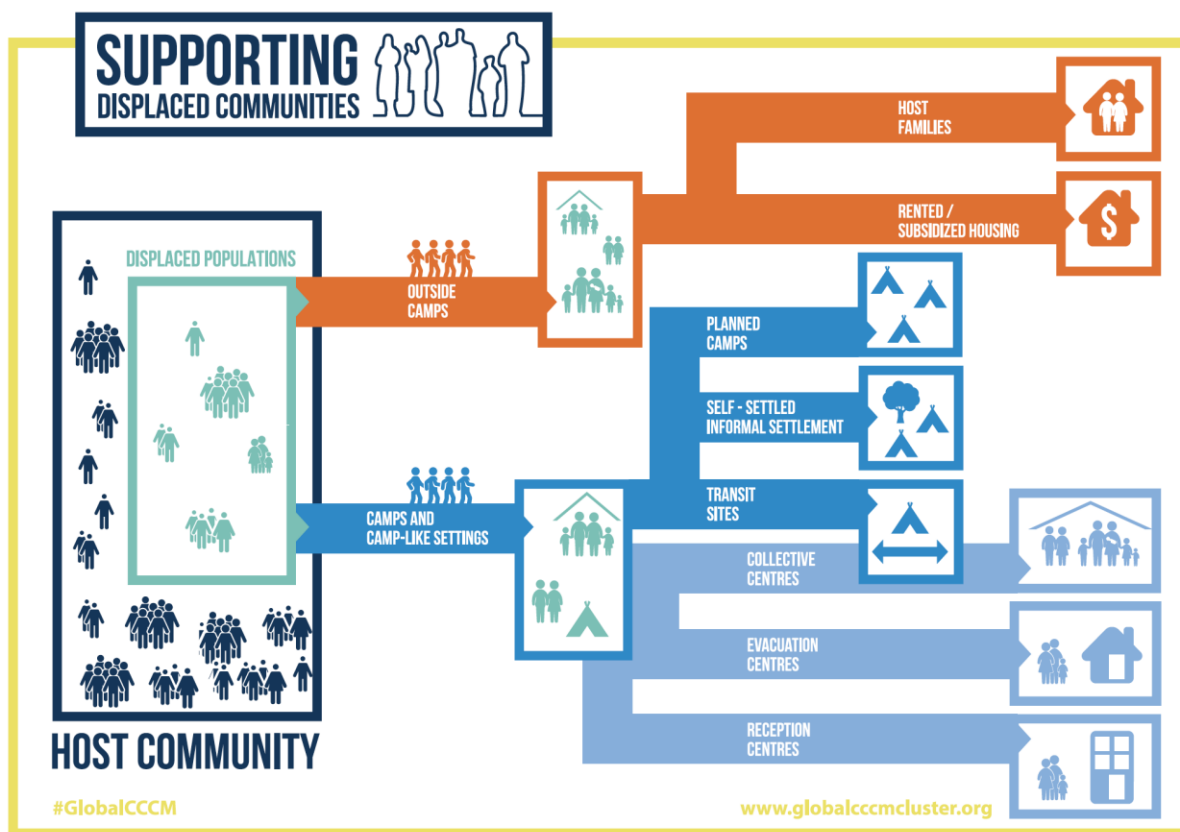 SUPPORTING
DISPLACED COMMUNITIES
HOST
FAMILIES
RENTED /
SUBSIDIZED HOUSING
$
DISPLACED POPULATIONS
OUTSIDE
CAMPS
PLANNED
CAMPS
SELF - SETTLED
INFORMAL SETTLEMENT
CAMPS AND
CAMP-LIKE SETTINGS
TRANSIT
SITES
COLLECTIVE
CENTRES
EVACUATION
CENTRES
RECEPTION
CENTRES
HOST COMMUNITY
#GlobalCCCM
www.globalcccmcluster.org